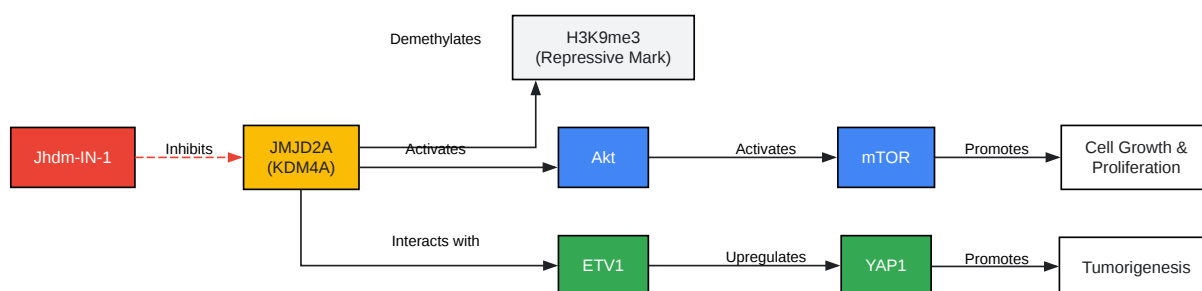 Demethylates
H3K9me3
(Repressive Mark)
Jhdm-IN-1
Inhibits
JMJD2A
(KDM4A)
Activates
Akt
Activates
mTOR
Promotes
Cell Growth &
Proliferation
Interacts with
ETV1
Upregulates
YAP1
Promotes
Tumorigenesis